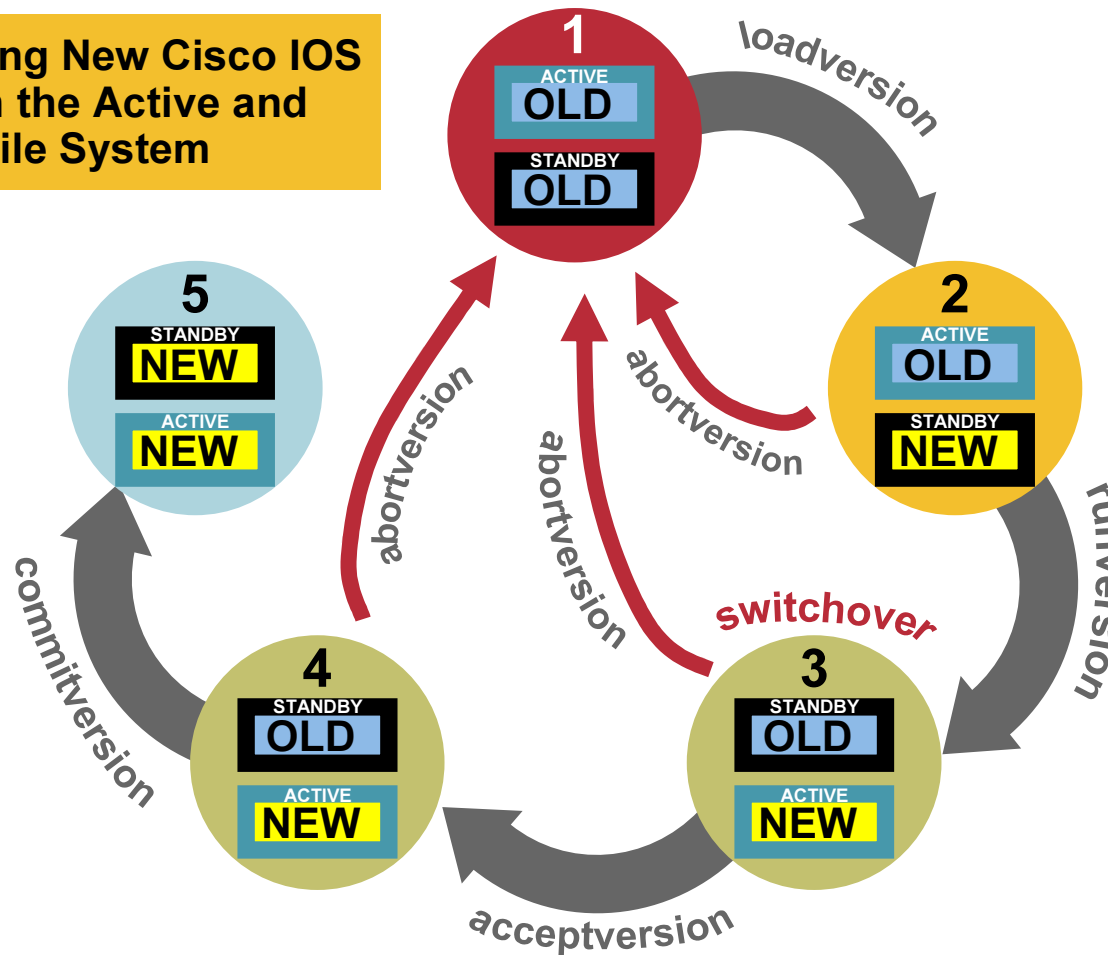 ng New Cisco IOS
the Active and
ile System
1
ACTIVE
OLD
STANDBY
OLD
loadversion
2
ACTIVE
OLD
STANDBY
NEW
runversion
switchover
3
STANDBY
OLD
ACTIVE
NEW
acceptversion
4
STANDBY
OLD
ACTIVE
NEW
commitversion
5
STANDBY
NEW
ACTIVE
NEW
abortversion
abortversion
abortversion